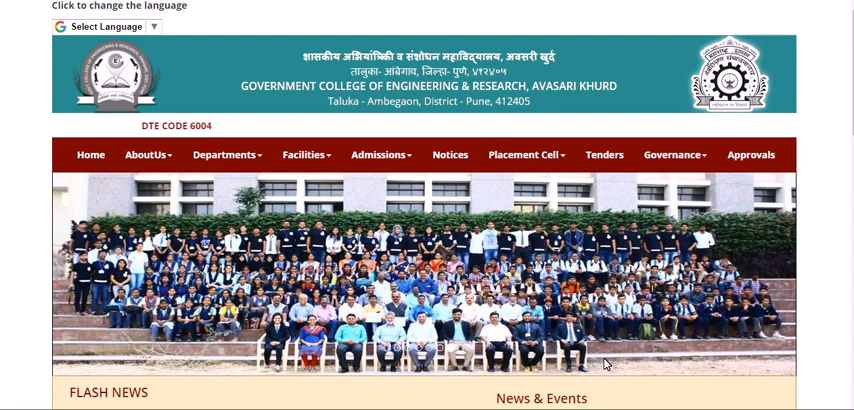 Click to change the language
Select Language
शासकीय अभियांत्रिकी व संशोधन महाविद्यालय, अवसरी खुर्द
तालुका- आंबेगाव, जिल्हा- पुणे, ४१२४०५
GOVERNMENT COLLEGE OF ENGINEERING & RESEARCH, AVASARI KHURD
Taluka - Ambegaon, District - Pune, 412405
DTE CODE 6004
Home AboutUs Departments Facilities Admissions Notices Placement Cell Tenders Governance Approvals
FLASH NEWS
News & Events